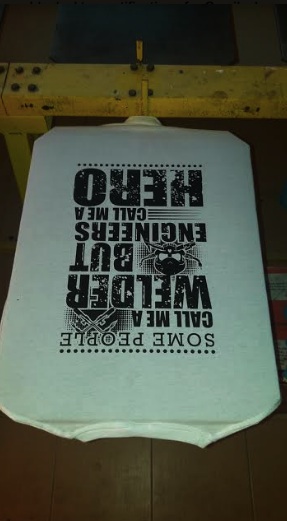 SOME PEOPLE
CALL ME A
WELDER
BUT
ENGINEERS
CALL ME A
HERO